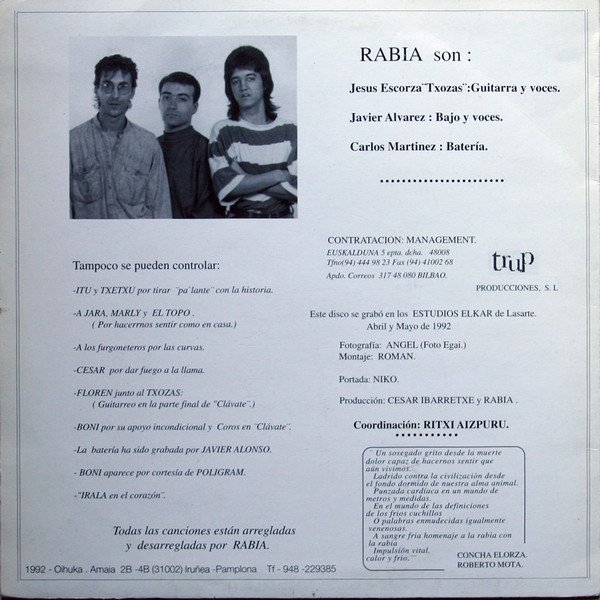 RABIA son :
Jesus Escorza¨Txozas¨:Guitarra y voces.
Javier Alvarez : Bajo y voces.
Carlos Martinez : Batería.
CONTRATACION: MANAGEMENT.
EUSKALDUNA 5 epta. dcha. 48008
Tfno(94) 444 98 23 Fax (94) 41002 68
Apdo. Correos 317 48 080 BILBAO.
trup
PRODUCCIONES, S. L
Tampoco se pueden controlar:
-ITU y TXETXU por tirar ¨pa`lante¨ con la historia.
-A JARA, MARLY y EL TOPO .
( Por hacerrnos sentir como en casa.)
-A los furgoneteros por las curvas.
-CESAR por dar fuego a la llama.
-FLOREN junto al TXOZAS:
( Guitarreo en la parte final de "Clávate¨.)
-BONI por su apoyo incondicional y Coros en ¨Clávate¨.
-La batería ha sido grabada por JAVIER ALONSO.
- BONI aparece por cortesía de POLIGRAM.
-¨IRALA en el corazón¨.
Todas las canciones están arregladas
y desarregladas por RABIA.
Este disco se grabó en los ESTUDIOS ELKAR de Lasarte.
Abril y Mayo de 1992
Fotografía: ANGEL (Foto Egai.)
Montaje: ROMAN.
Portada: NIKO.
Producción: CESAR IBARRETXE y RABIA .
Coordinación: RITXI AIZPURU.
¨ Un sosegado grito desde la muerte
dolor capaz de hacernos sentir que
aún vivimos¨.
Ladrido contra la civilización desde
el fondo dormido de nuestra alma animal.
Punzada cardíaca en un mundo de
metros y medidas.
En el mundo de las definiciones
de los frios cuchillos
O palabras enmudecidas igualmente
venenosas.
A sangre fria homenaje a la rabia con
la rabia
Impulsión vital.
calor y frío.
CONCHA ELORZA.
ROBERTO MOTA.
1992 - Oihuka . Amaia 2B -4B (31002) Iruñea -Pamplona Tf - 948 -229385